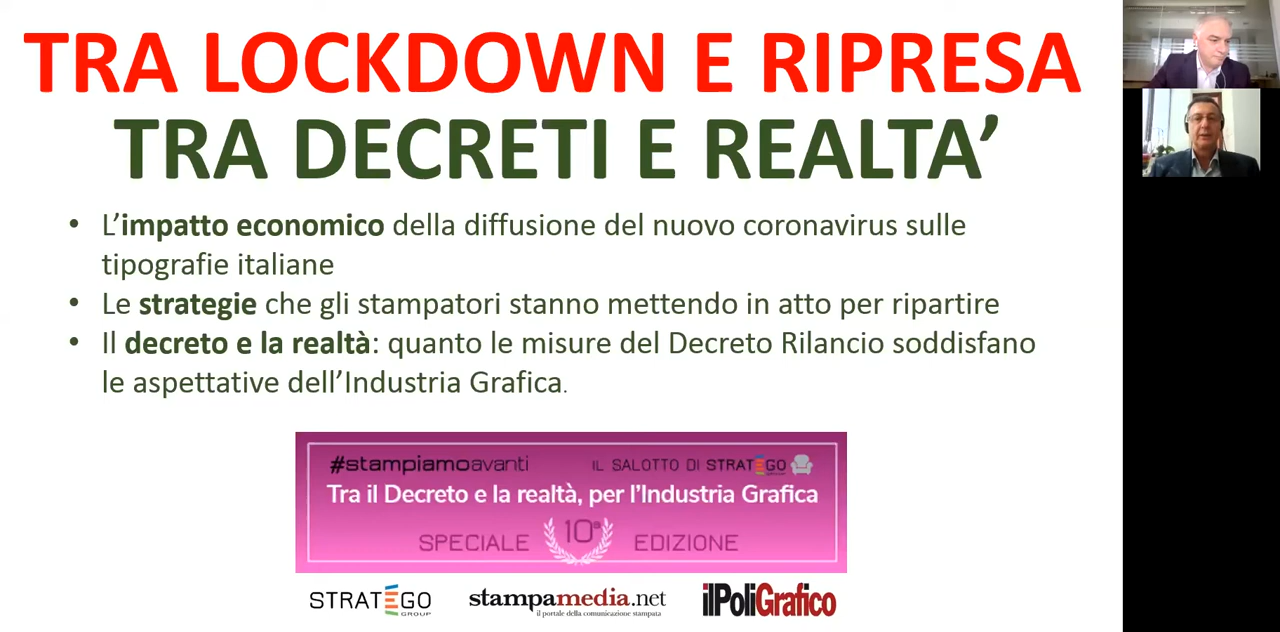 TRA LOCKDOWN E RIPRESA
TRA DECRETI E REALTA’
• L’impatto economico della diffusione del nuovo coronavirus sulle
tipografie italiane
• Le strategie che gli stampatori stanno mettendo in atto per ripartire
• Il decreto e la realtà: quanto le misure del Decreto Rilancio soddisfano
le aspettative dell’Industria Grafica.
#stampiamoavanti IL SALOTTO DI STRATEGO
Tra il Decreto e la realtà, per l’Industria Grafica
SPECIALE 10ª EDIZIONE
STRATEGO
GROUP
stampamedia.net
il portale della comunicazione stampata
ilPoliGrafico